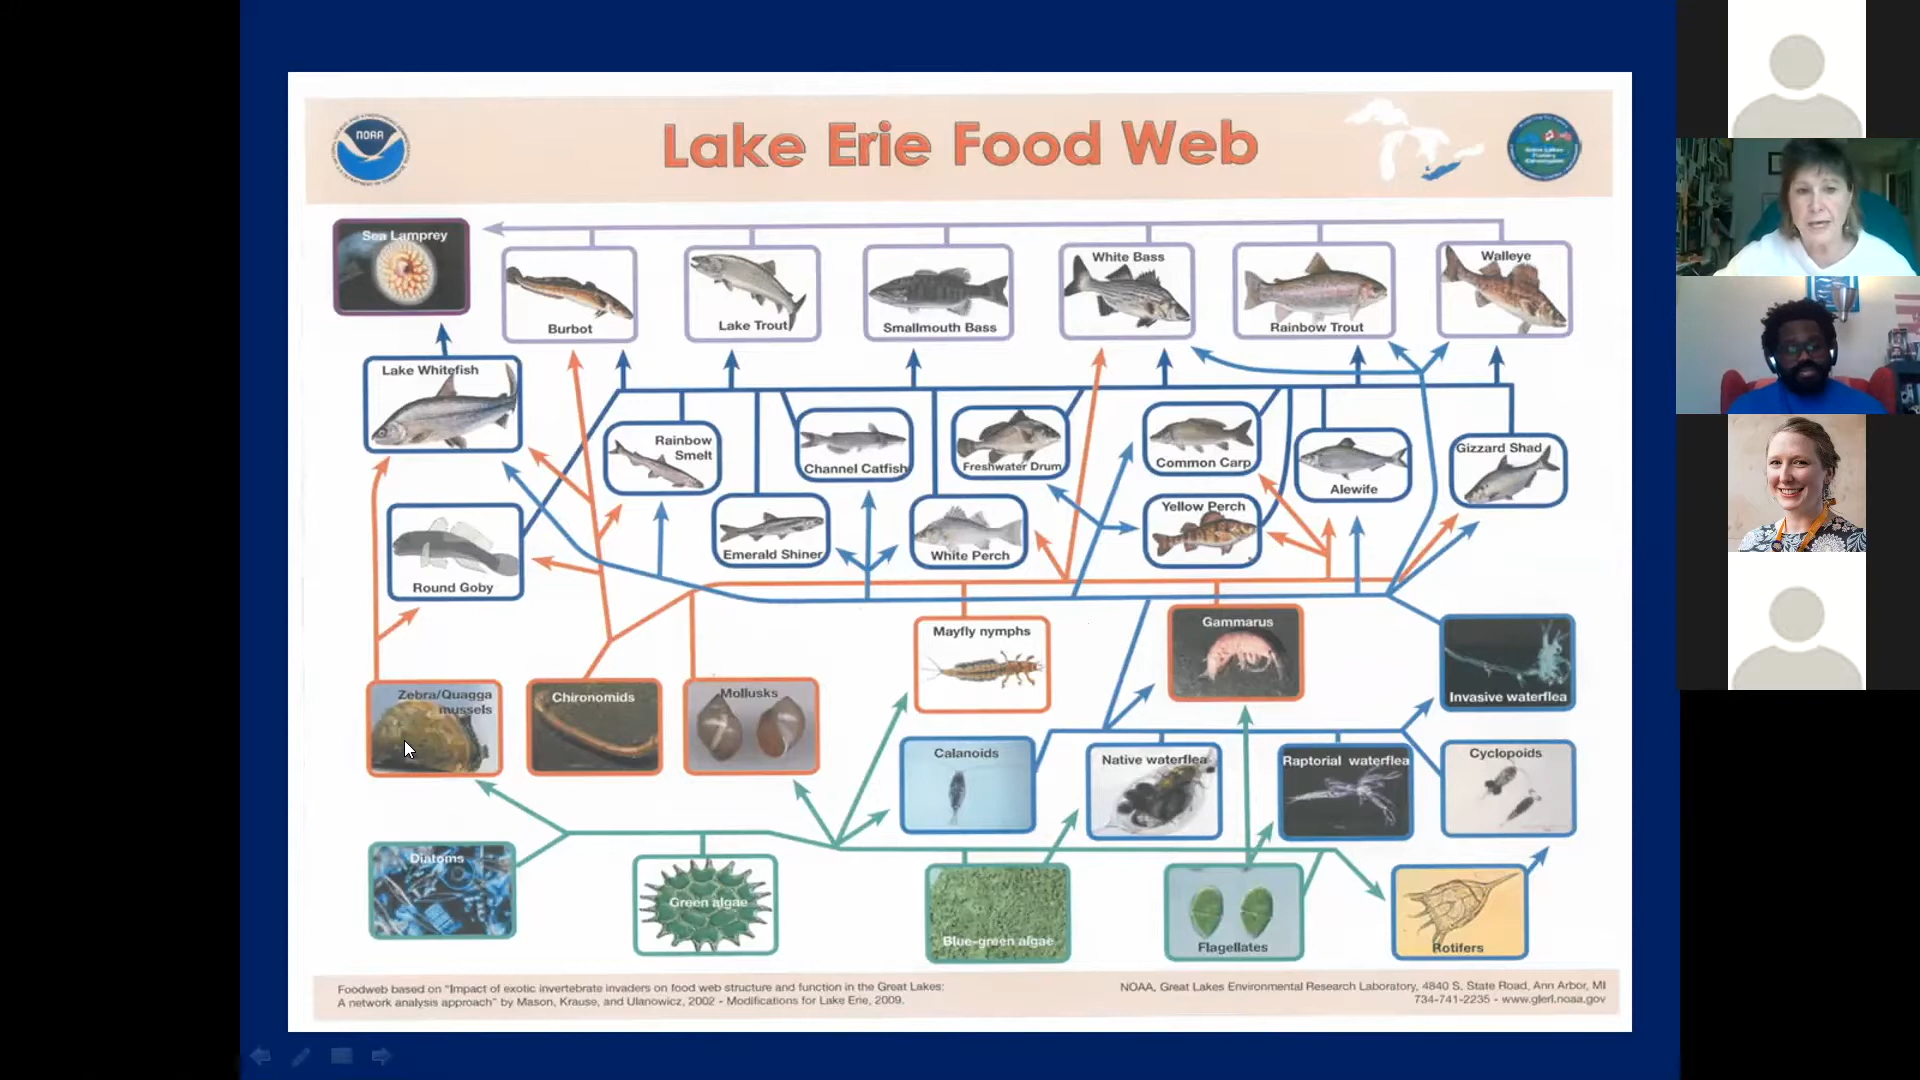 NOAA
Lake Erie Food Web
Sea Lamprey
Burbot
Lake Trout
Smallmouth Bass
White Bass
Rainbow Trout
Walleye
Lake Whitefish
Rainbow
Smelt
Channel Catfish
Freshwater Drum
Common Carp
Alewife
Gizzard Shad
Round Goby
Emerald Shiner
White Perch
Yellow Perch
Mayfly nymphs
Gammarus
Invasive waterflea
Zebra/Quagga
mussels
Chironomids
Mollusks
Calanoids
Native waterflea
Raptorial waterflea
Cyclopoids
Diatoms
Green algae
Blue-green algae
Flagellates
Rotifers
Foodweb based on "Impact of exotic invertebrate invaders on food web structure and function in the Great Lakes:
A network analysis approach" by Mason, Krause, and Ulanowicz, 2002 - Modifications for Lake Erie, 2009.
NOAA, Great Lakes Environmental Research Laboratory, 4840 S. State Road, Ann Arbor, MI
734-741-2235 - www.glerl.noaa.gov